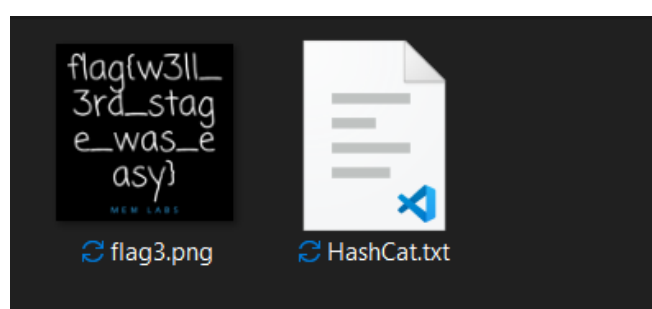 flag{w3ll_
3rd_stag
e_was_e
asy}
MEM LABS
flag3.png
HashCat.txt